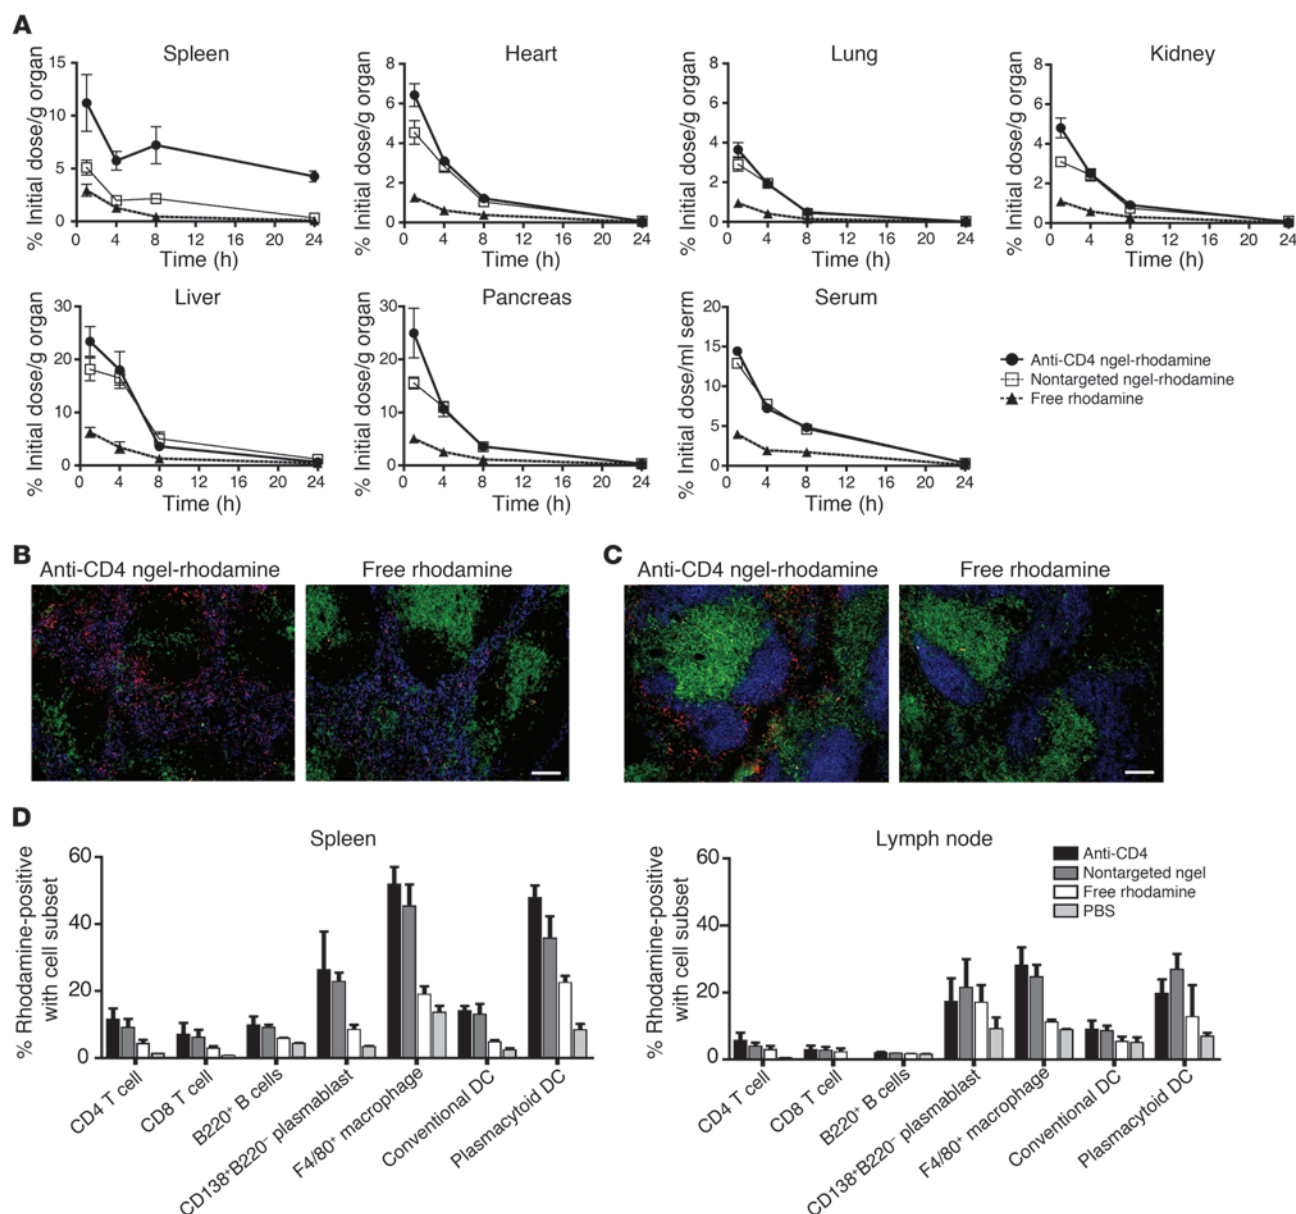 A
Spleen
Heart
Lung
Kidney
% Initial dose/g organ
15
10
5
0
0 4 8 12 16 20 24
Time (h)
% Initial dose/g organ
8
6
4
2
0
0 4 8 12 16 20 24
Time (h)
% Initial dose/g organ
8
6
4
2
0
0 4 8 12 16 20 24
Time (h)
% Initial dose/g organ
8
6
4
2
0
0 4 8 12 16 20 24
Time (h)
Liver
Pancreas
Serum
% Initial dose/g organ
30
20
10
0
0 4 8 12 16 20 24
Time (h)
% Initial dose/g organ
30
20
10
0
0 4 8 12 16 20 24
Time (h)
% Initial dose/ml serm
20
15
10
5
0
0 4 8 12 16 20 24
Time (h)
Anti-CD4 ngel-rhodamine
Nontargeted ngel-rhodamine
Free rhodamine
B
Anti-CD4 ngel-rhodamine
Free rhodamine
C
Anti-CD4 ngel-rhodamine
Free rhodamine
D
Spleen
% Rhodamine-positive
with cell subset
60
40
20
0
CD4 T cell
CD8 T cell
B220⁺ B cells
CD138⁺B220⁻ plasmablast
F4/80⁺ macrophage
Conventional DC
Plasmacytoid DC
Lymph node
% Rhodamine-positive
with cell subset
60
40
20
0
CD4 T cell
CD8 T cell
B220⁺ B cells
CD138⁺B220⁻ plasmablast
F4/80⁺ macrophage
Conventional DC
Plasmacytoid DC
Anti-CD4
Nontargeted ngel
Free rhodamine
PBS